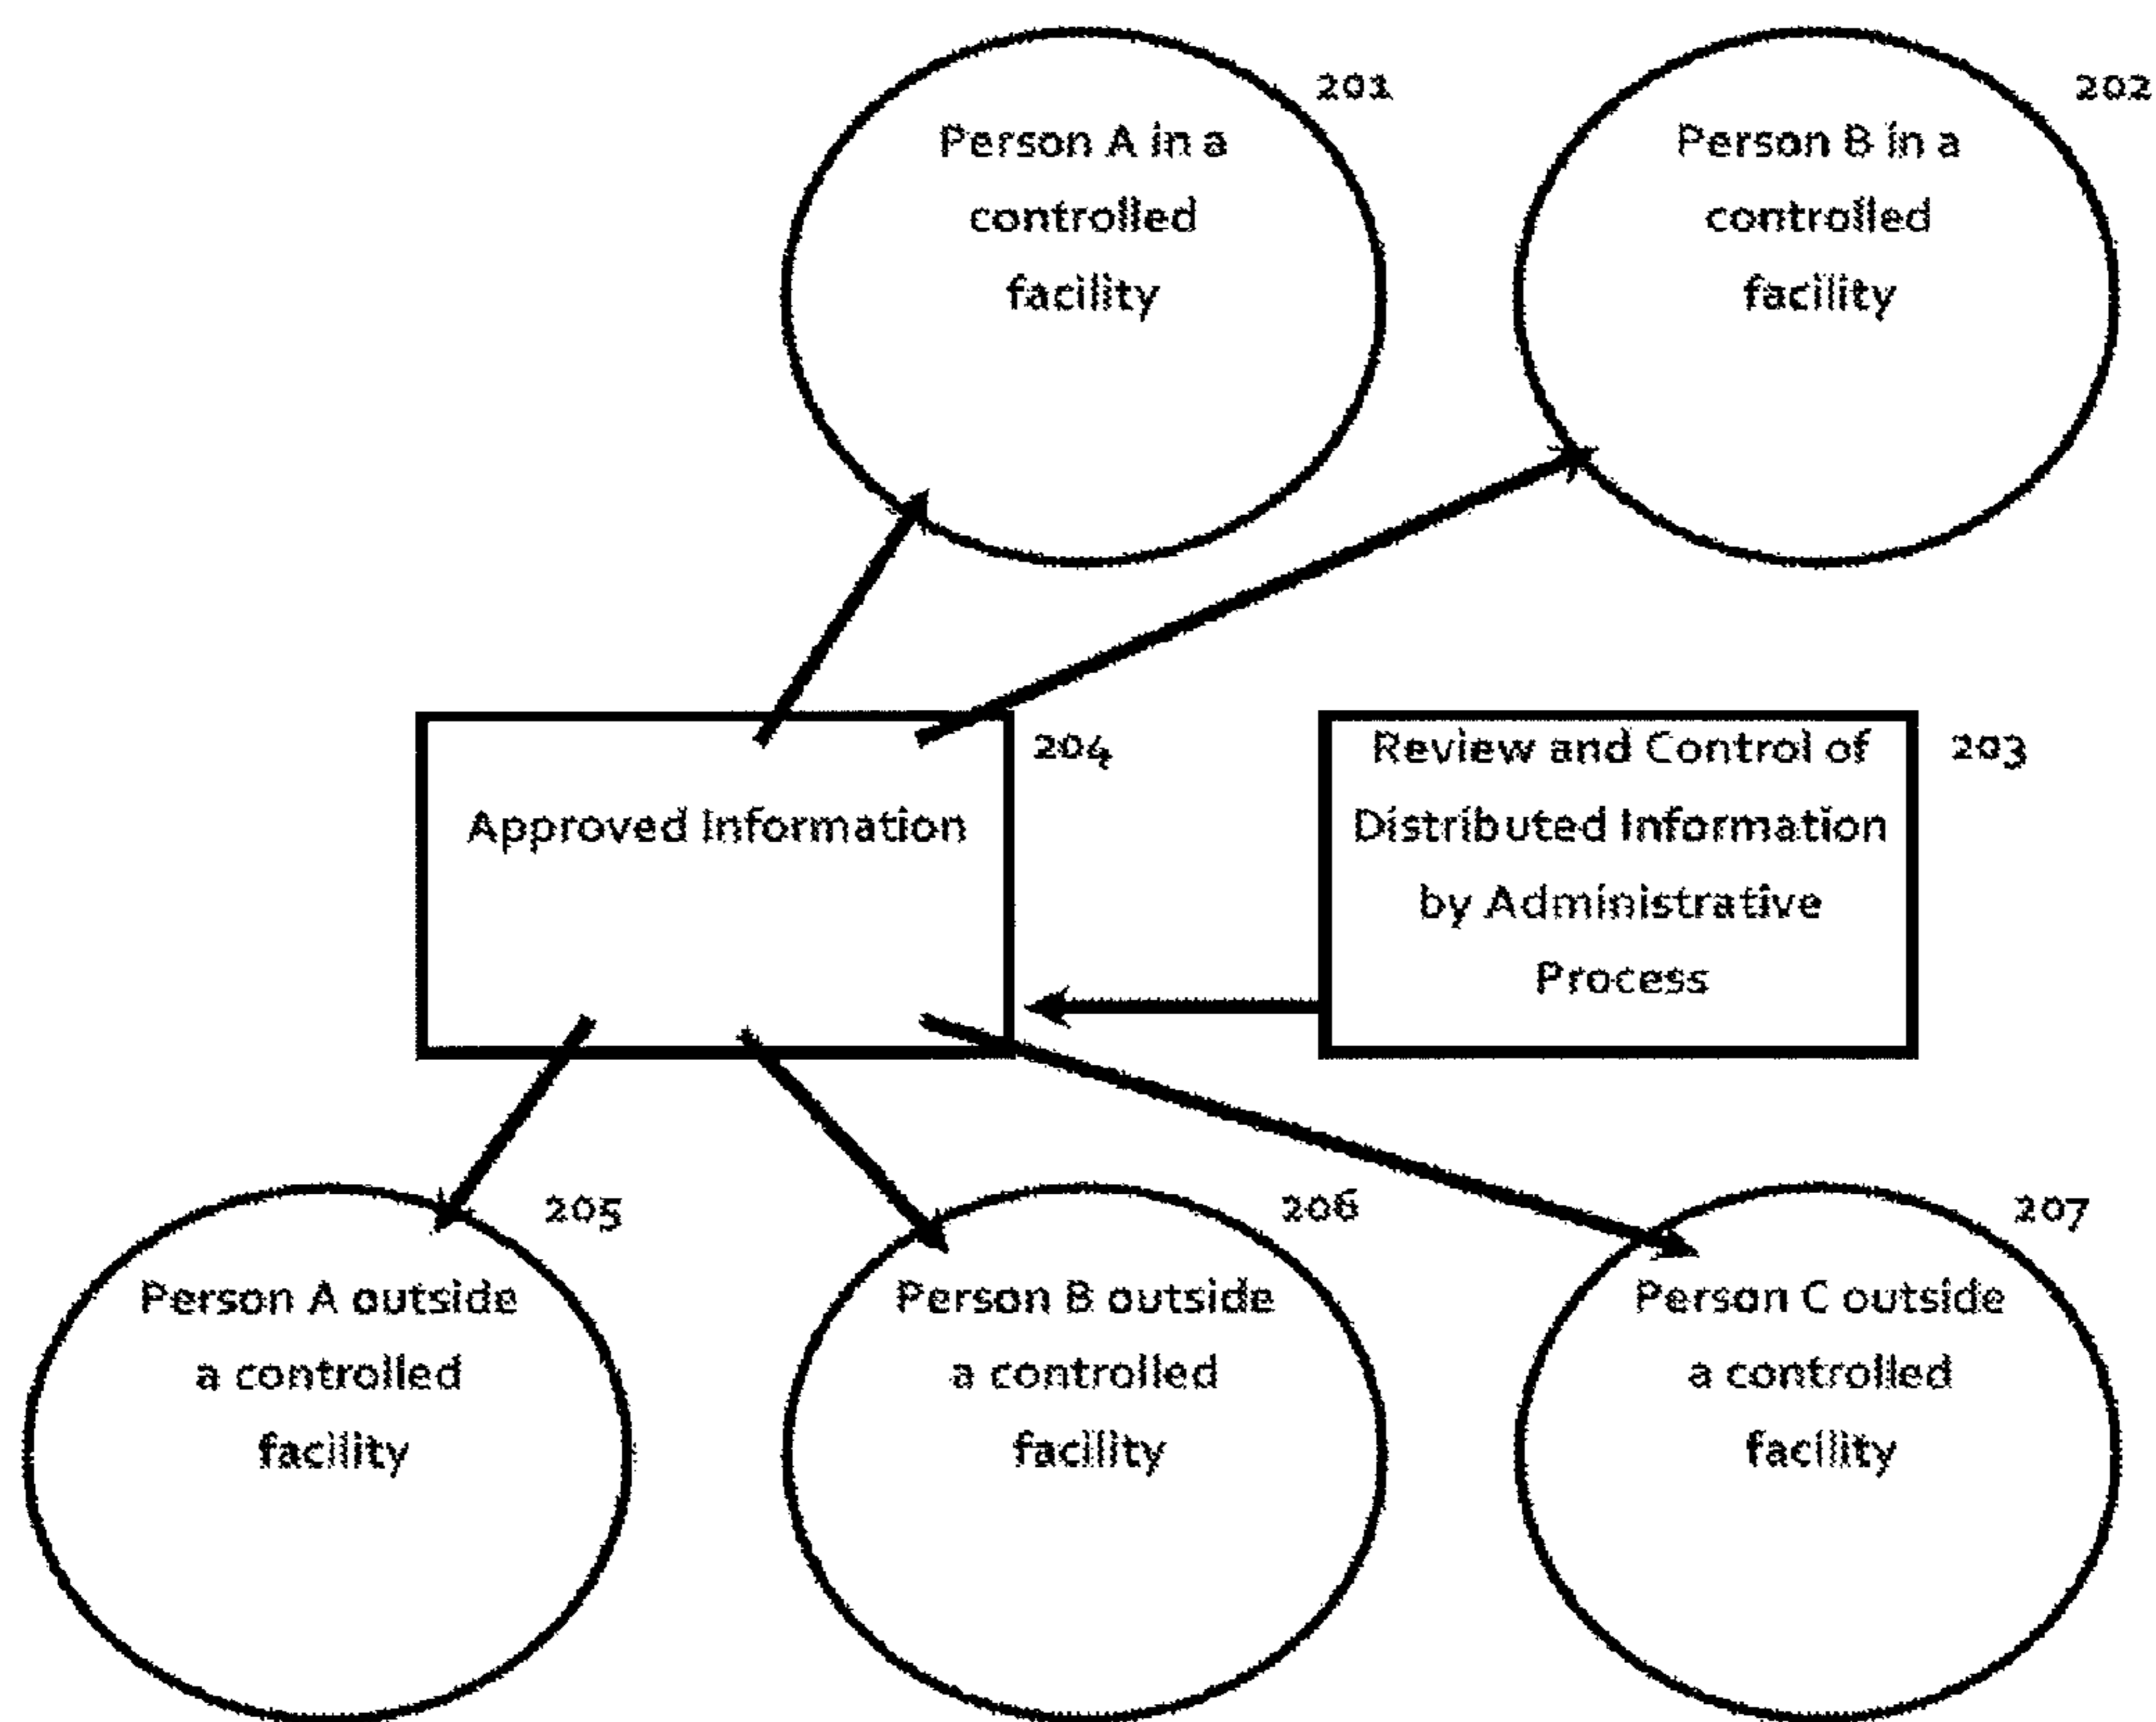 201
Person A in a
controlled
facility
202
Person B in a
controlled
facility
204
Approved Information
203
Review and Control of
Distributed Information
by Administrative
Process
205
Person A outside
a controlled
facility
206
Person B outside
a controlled
facility
207
Person C outside
a controlled
facility